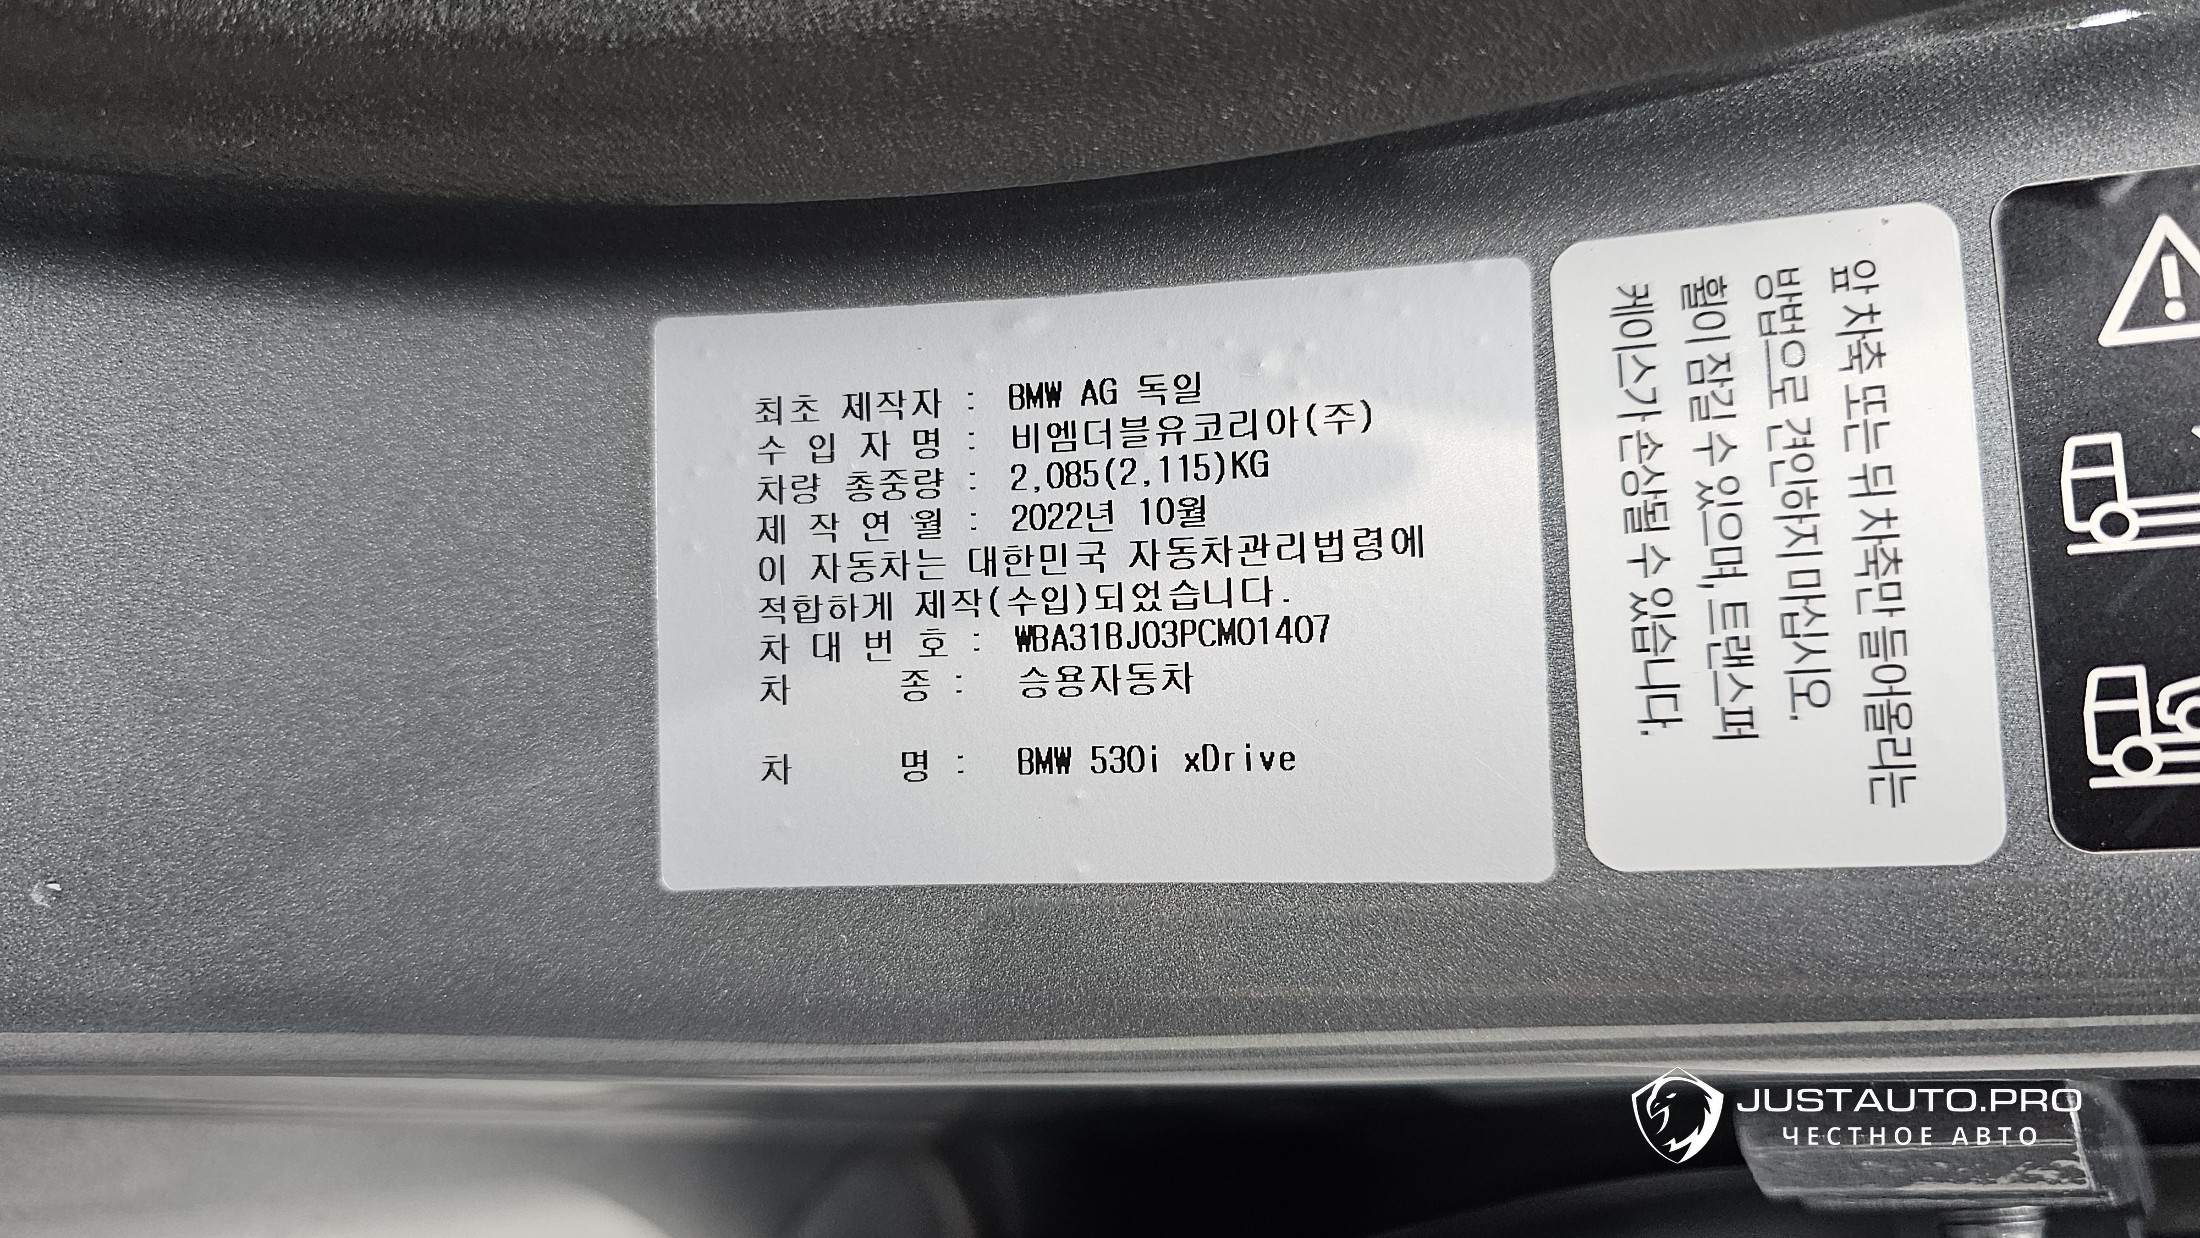 최초 제작자 : BMW AG 독일
수 입 자 명 : 비엠더블유코리아(주)
차량 총중량 : 2,085(2,115)KG
제 작 연 월 : 2022년 10월
이 자동차는 대한민국 자동차관리법령에
적합하게 제작(수입)되었습니다.
차 대 번 호 : WBA31BJ03PCM01407
차 종 : 승용자동차
차 명 : BMW 530i xDrive
앞 차축 또는 뒤 차축만 들어올리는
방법으로 견인하지 마십시오.
휠이 잠길 수 있으며, 트랜스퍼
케이스가 손상될 수 있습니다.
JUSTAUTO.PRO
ЧЕСТНОЕ АВТО